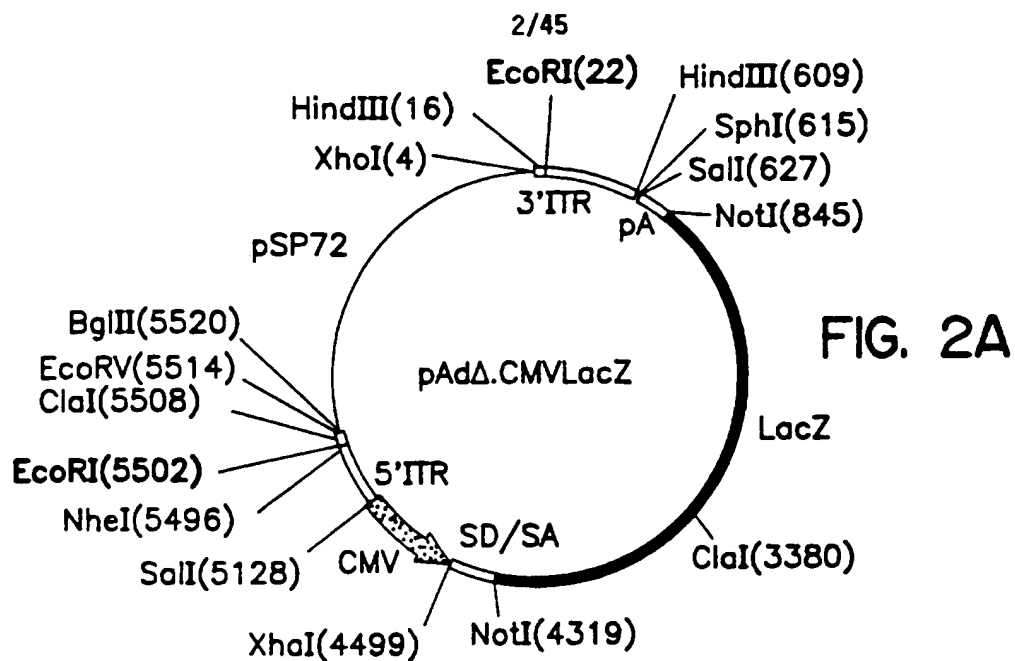 2/45
EcoRI(22)
HindIII(16)
HindIII(609)
XhoI(4)
SphI(615)
SalI(627)
3'ITR
pA
NotI(845)
pSP72
BglII(5520)
EcoRV(5514)
ClaI(5508)
pAdΔ.CMVLacZ
FIG. 2A
LacZ
EcoRI(5502)
5'ITR
NheI(5496)
SD/SA
ClaI(3380)
SalI(5128)
CMV
XhaI(4499)
NotI(4319)